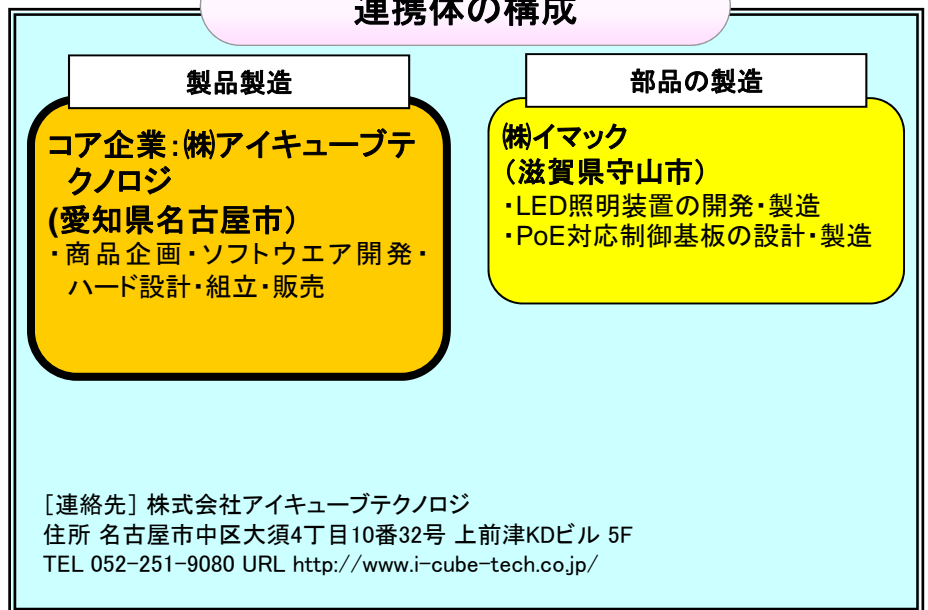 連携体の構成
製品製造
コア企業：㈱アイキューブテ
クノロジ
(愛知県名古屋市）
・商品企画・ソフトウエア開発・
ハード設計・組立・販売
部品の製造
㈱イマック
（滋賀県守山市）
・LED照明装置の開発・製造
・PoE対応制御基板の設計・製造
［連絡先］ 株式会社アイキューブテクノロジ
住所 名古屋市中区大須4丁目10番32号 上前津KDビル 5F
TEL 052-251-9080 URL http://www.i-cube-tech.co.jp/